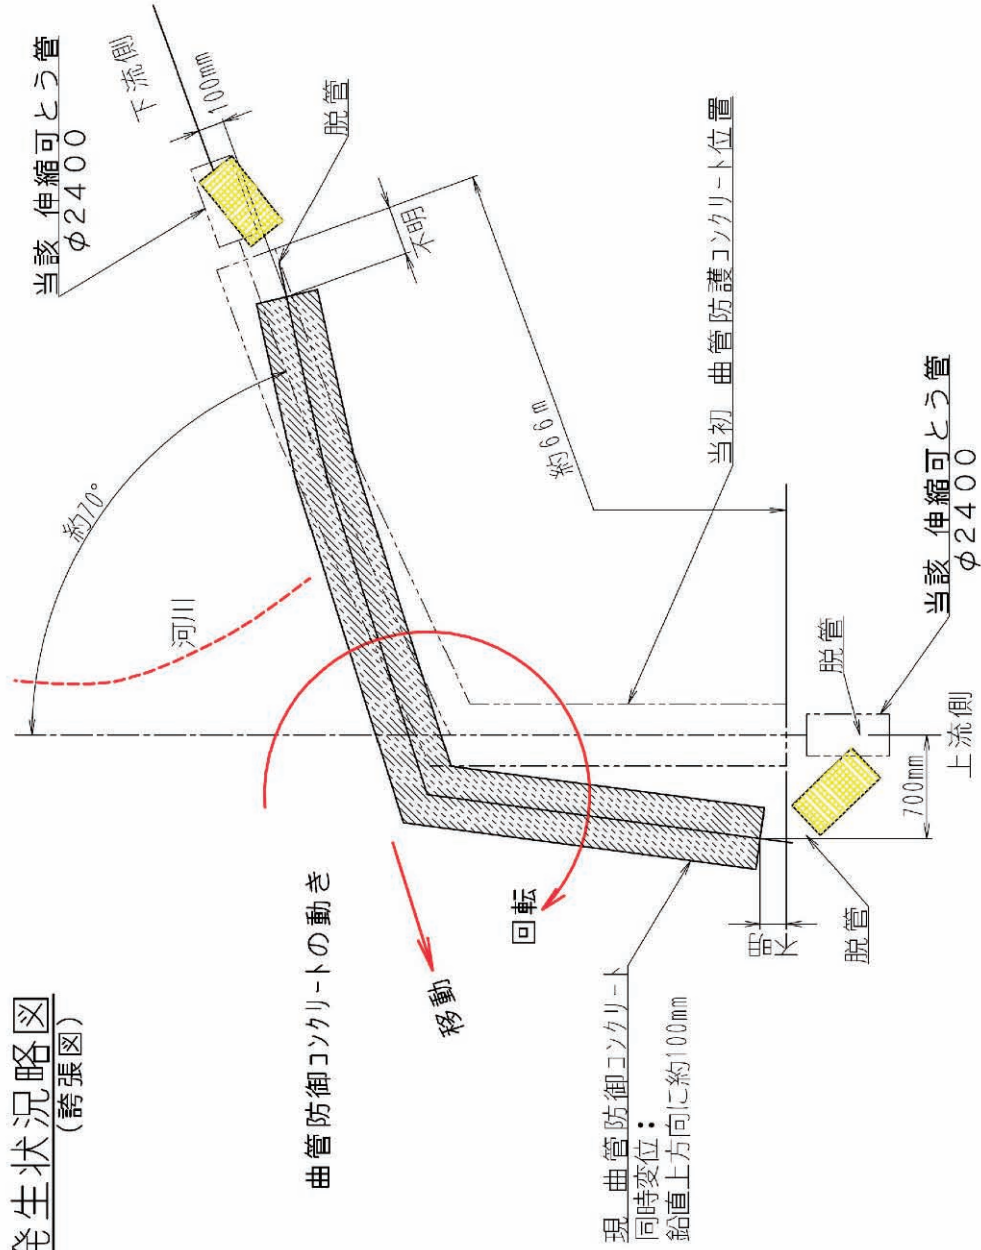 発生状況略図
(誇張図)
当該 伸縮可とう管
φ2400
下流側
100mm
脱管
不明
約70°
河川
約66m
当初 曲管防護コンクリート位置
曲管防御コンクリートの動き
移動
回転
現 曲管防御コンクリート
同時変位:
鉛直上方向に約100mm
不明
脱管
700mm
上流側
脱管
当該 伸縮可とう管
φ2400